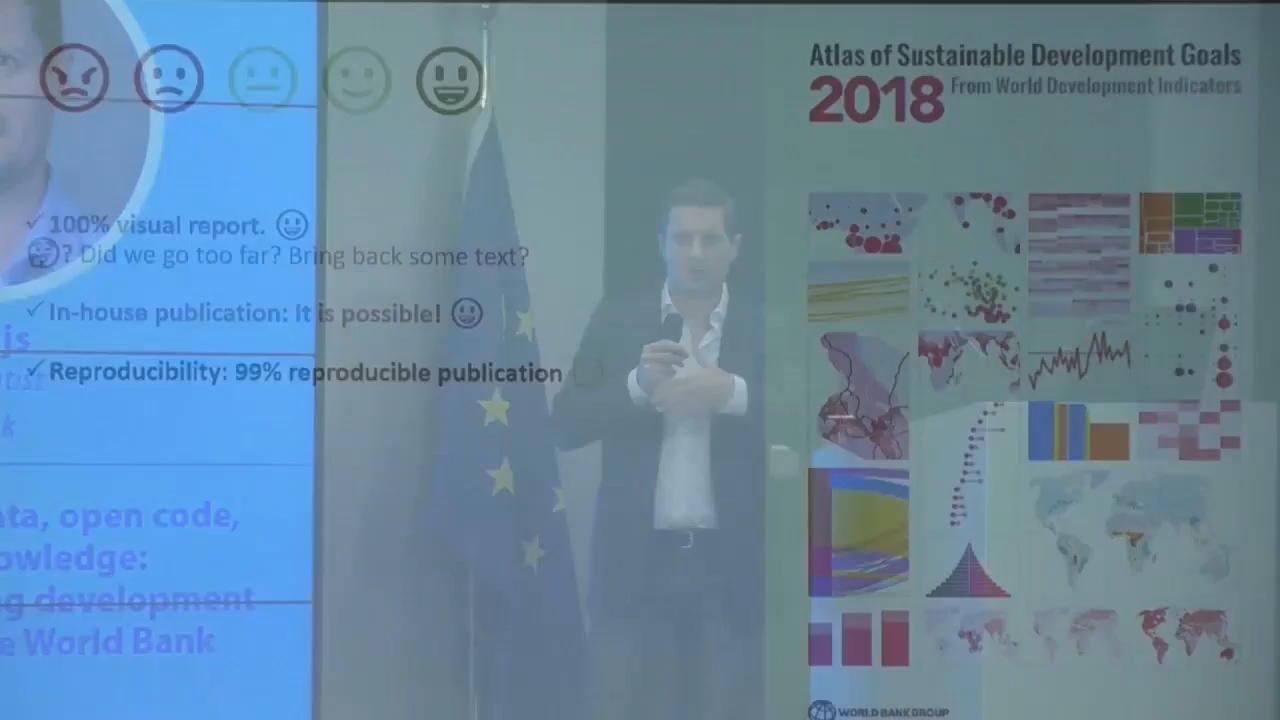 Atlas of Sustainable Development Goals
2018 From World Development Indicators
✓ 100% visual report.
? Did we go too far? Bring back some text?
✓ In-house publication: It is possible!
js
✓ Reproducibility: 99% reproducible publication
k
ata, open code,
owledge:
g development
e World Bank
WORLD BANK GROUP